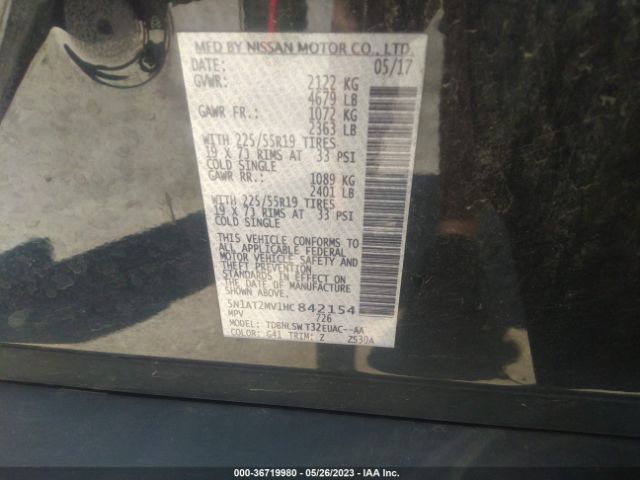 MFD BY NISSAN MOTOR CO., LTD.
DATE: 05/17
GVWR: 2122 KG
4679 LB
GAWR FR.: 1072 KG
2363 LB
WITH 225/55R19 TIRES
19 X 7J RIMS AT 33 PSI
COLD SINGLE
GAWR RR.: 1089 KG
2401 LB
WITH 225/55R19 TIRES
19 X 7J RIMS AT 33 PSI
COLD SINGLE
THIS VEHICLE CONFORMS TO
ALL APPLICABLE FEDERAL
MOTOR VEHICLE SAFETY AND
THEFT PREVENTION
STANDARDS IN EFFECT ON
THE DATE OF MANUFACTURE
SHOWN ABOVE.
5N1AT2MV1HC842154
MPV 726
MODEL: TDBNLSWT32EUAC--AA
COLOR: G41 TRIM: Z ZS30A
000-36719980 - 05/26/2023 - IAA Inc.